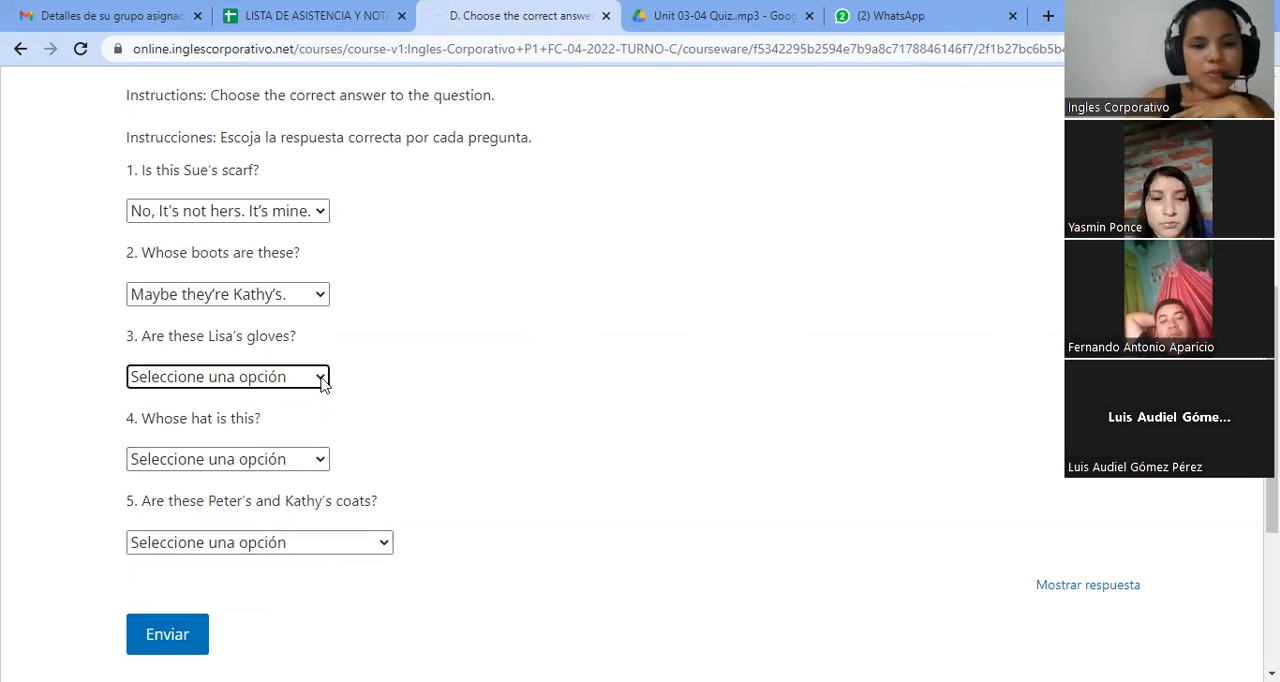 Detalles de su grupo asignac
LISTA DE ASISTENCIA Y NOTA
D. Choose the correct answer
Unit 03-04 Quiz..mp3 - Goog
(2) WhatsApp
online.inglescorporativo.net/courses/course-v1:Ingles-Corporativo+P1+FC-04-2022-TURNO-C/courseware/f5342295b2594e7b9a8c7178846146f7/2f1b27bc6b5b4
Instructions: Choose the correct answer to the question.
Instrucciones: Escoja la respuesta correcta por cada pregunta.
1. Is this Sue's scarf?
No, It's not hers. It's mine.
2. Whose boots are these?
Maybe they're Kathy's.
3. Are these Lisa's gloves?
Seleccione una opción
4. Whose hat is this?
Seleccione una opción
5. Are these Peter's and Kathy's coats?
Seleccione una opción
Mostrar respuesta
Enviar
Ingles Corporativo
Yasmin Ponce
Fernando Antonio Aparicio
Luis Audiel Góme...
Luis Audiel Gómez Pérez